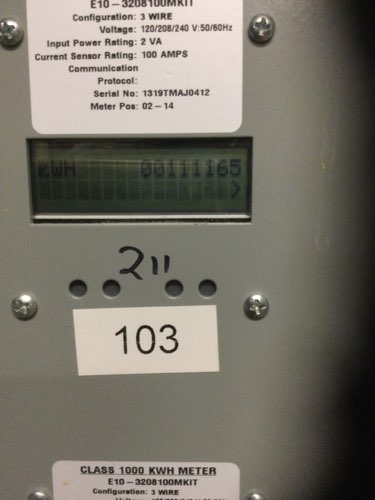 E10-3208100MKIT
Configuration: 3 WIRE
Voltage: 120/208/240 V:50/60Hz
Input Power Rating: 2 VA
Current Sensor Rating: 100 AMPS
Communication
Protocol:
Serial No: 1319TMAJ0412
Meter Pos: 02-14
KWH 00111165
>
211
103
CLASS 1000 KWH METER
E10-3208100MKIT
Configuration: 3 WIRE